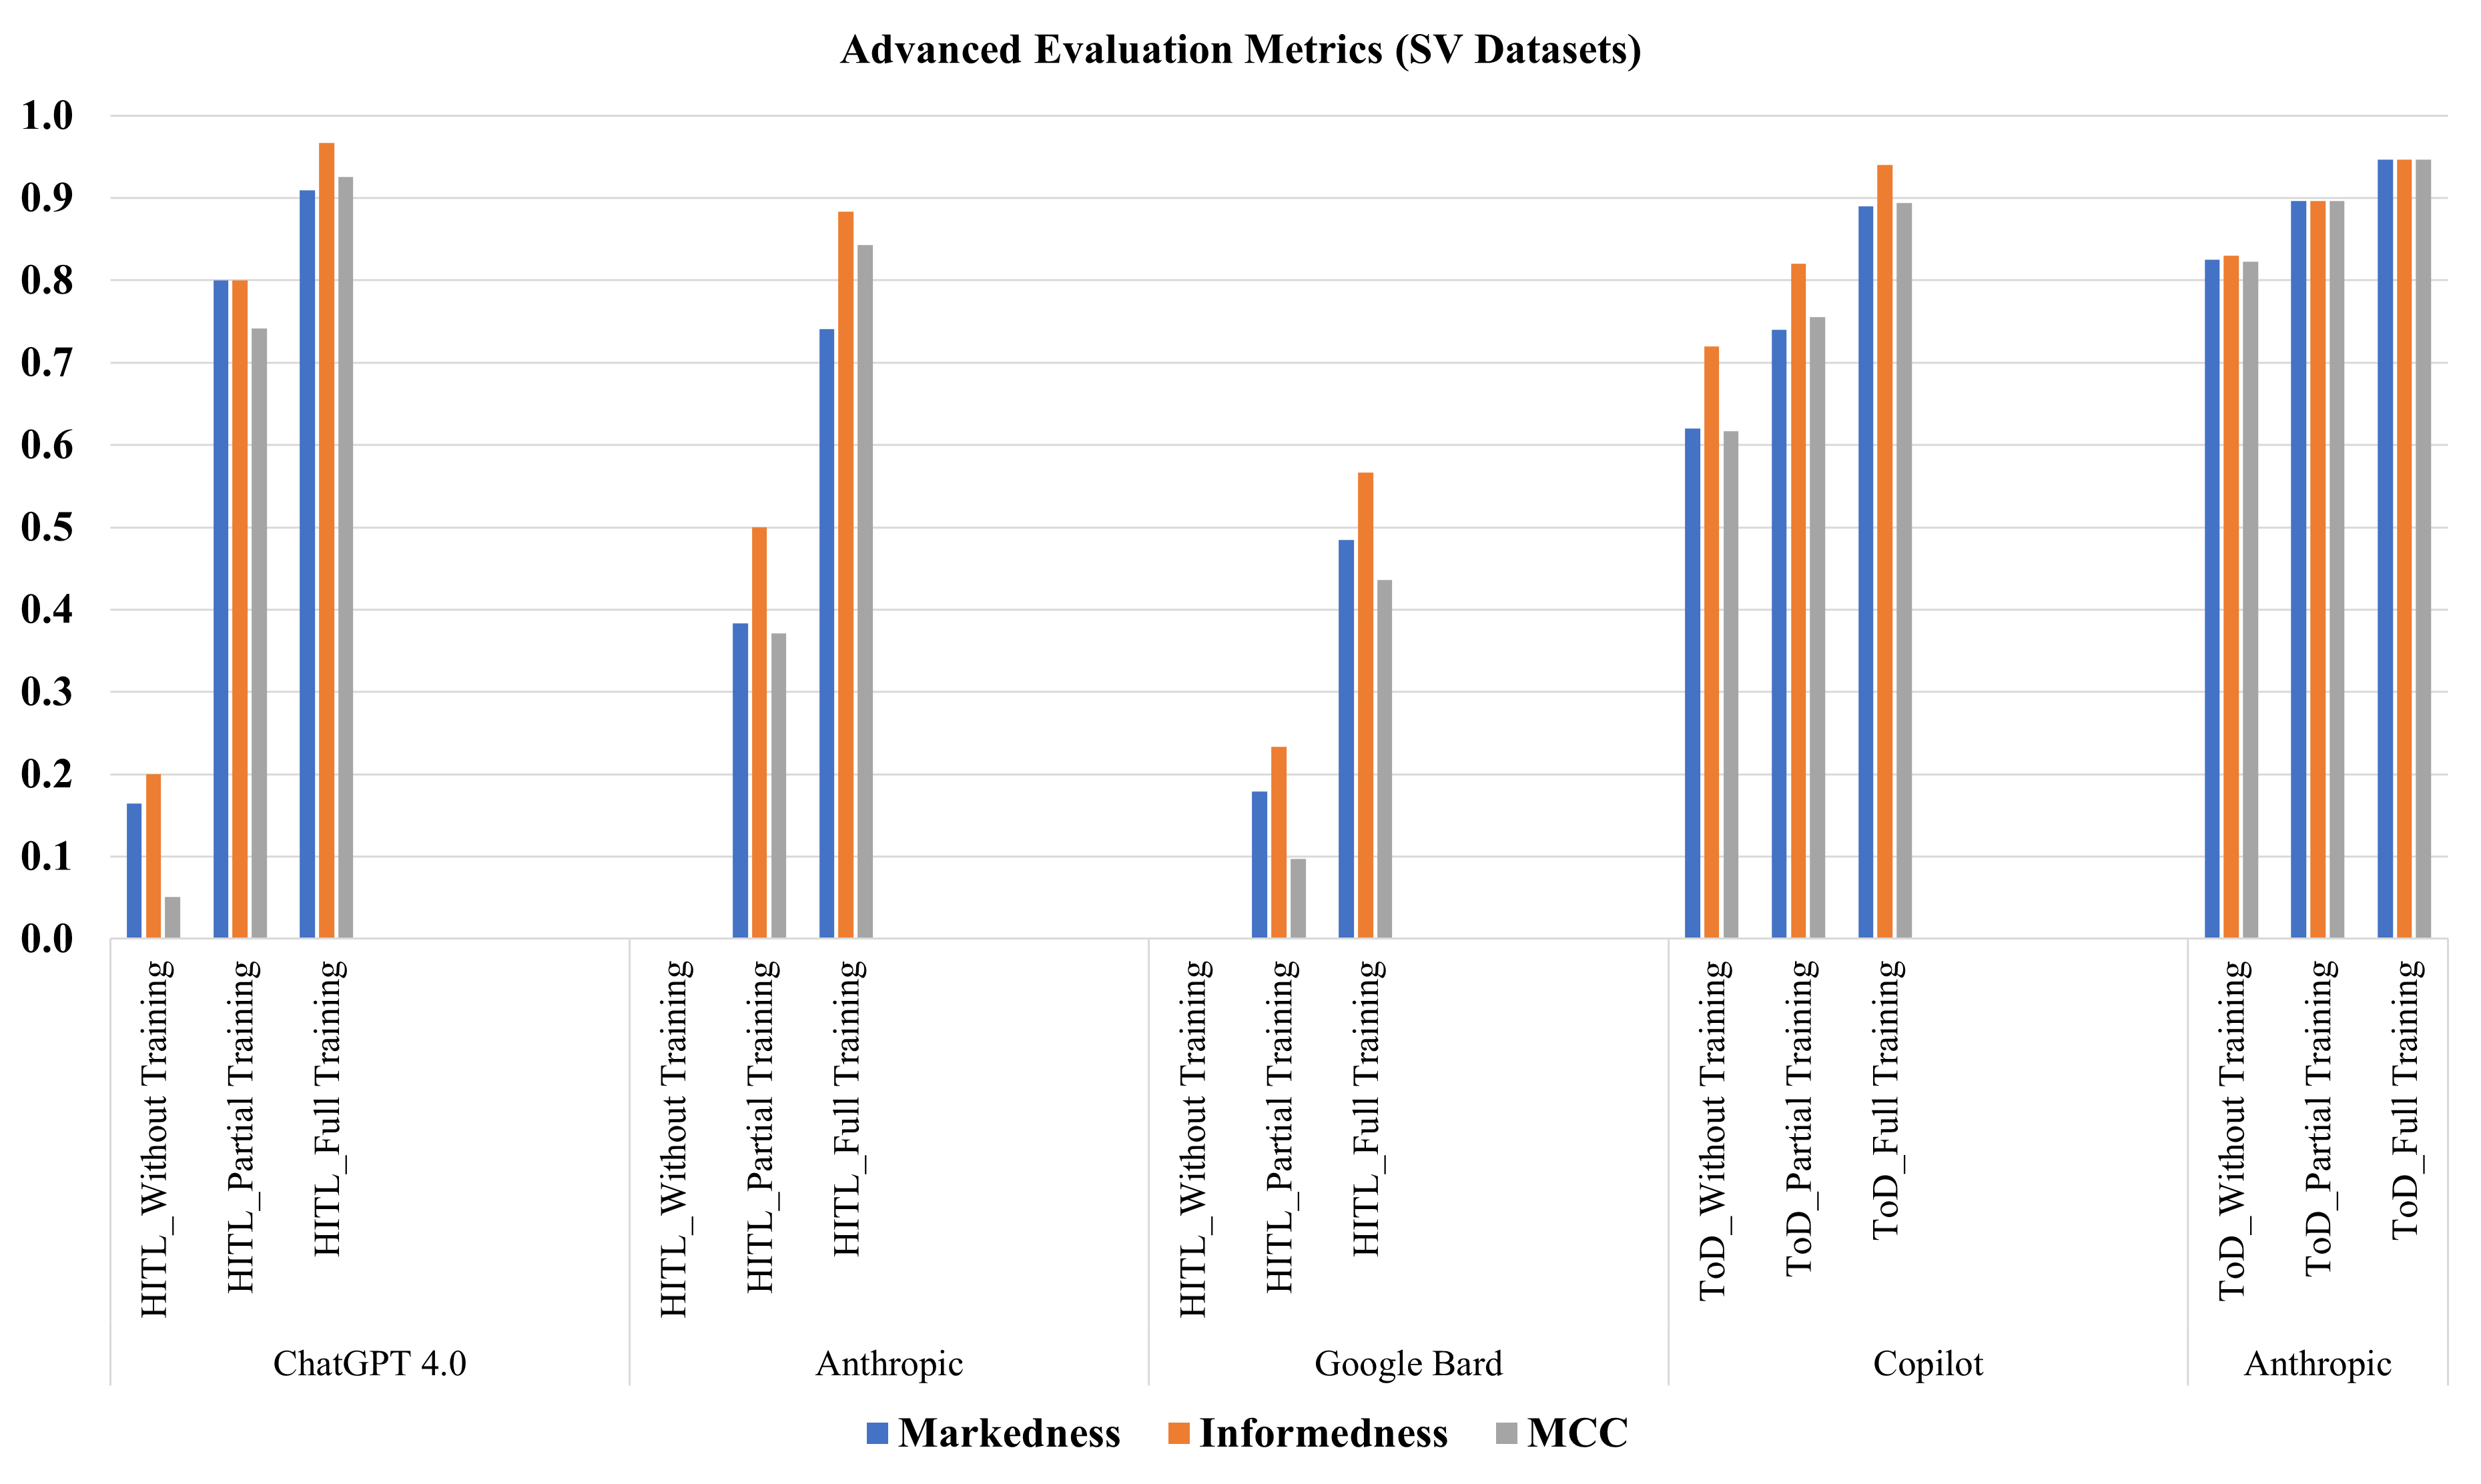 Advanced Evaluation Metrics (SV Datasets)
1.0
0.9
0.8
0.7
0.6
0.5
0.4
0.3
0.2
0.1
0.0
HITL_Without Training
HITL_Partial Training
HITL_Full Training
HITL_Without Training
HITL_Partial Training
HITL_Full Training
HITL_Without Training
HITL_Partial Training
HITL_Full Training
ToD_Without Training
ToD_Partial Training
ToD_Full Training
ToD_Without Training
ToD_Partial Training
ToD_Full Training
ChatGPT 4.0
Anthropic
Google Bard
Copilot
Anthropic
Markedness
Informedness
MCC